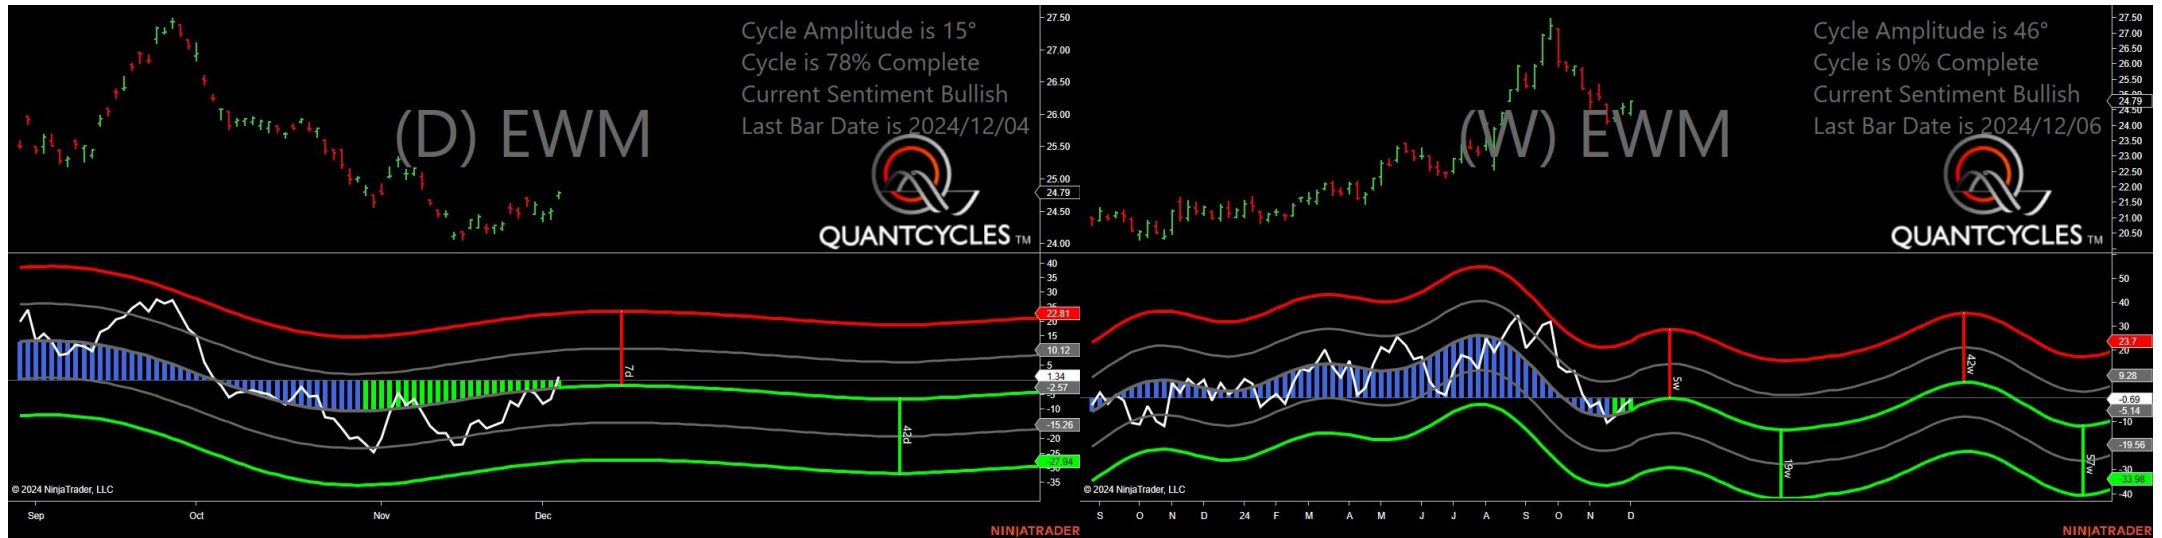 Cycle Amplitude is 15°
Cycle is 78% Complete
Current Sentiment Bullish
Last Bar Date is 2024/12/04
(D) EWM
QUANTCYCLES TM
27.50
27.00
26.50
26.00
25.50
25.00
24.79
24.50
24.00
40
35
30
22.81
20
15
10.12
5
1.34
-2.57
-10
-15.26
-20
-27.94
-35
7d
42d
© 2024 NinjaTrader, LLC
Sep Oct Nov Dec
NINJATRADER
Cycle Amplitude is 46°
Cycle is 0% Complete
Current Sentiment Bullish
Last Bar Date is 2024/12/06
(W) EWM
QUANTCYCLES TM
27.50
27.00
26.50
26.00
25.50
24.79
24.00
23.50
23.00
22.50
22.00
21.50
21.00
20.50
50
40
30
23.7
20
9.28
-0.69
-5.14
-10
-19.56
-30
-33.98
-40
5w
19w
42w
57w
© 2024 NinjaTrader, LLC
S O N D 24 F M A M J J A S O N D
NINJATRADER